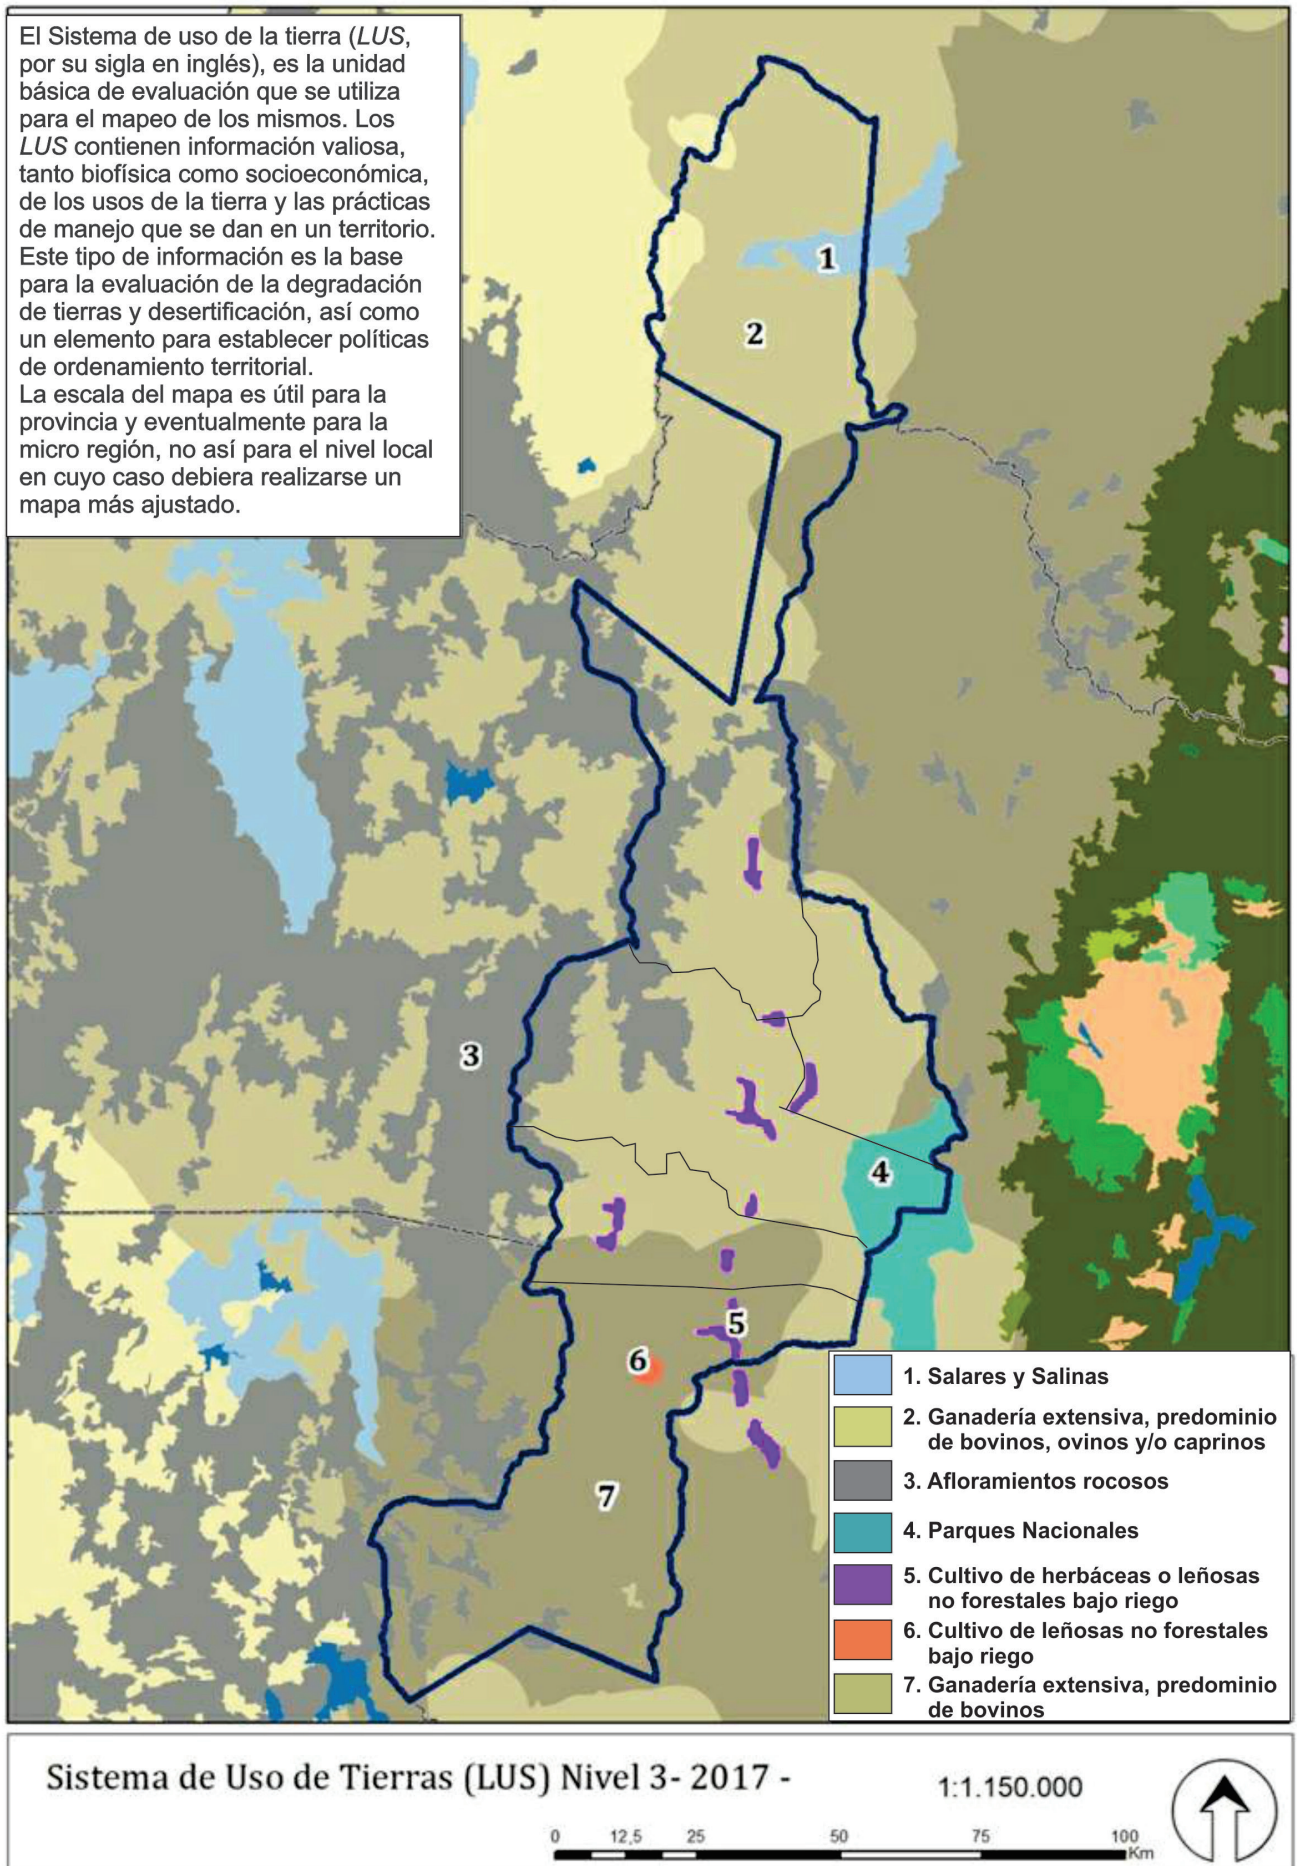 El Sistema de uso de la tierra (LUS,
por su sigla en inglés), es la unidad
básica de evaluación que se utiliza
para el mapeo de los mismos. Los
LUS contienen información valiosa,
tanto biofísica como socioeconómica,
de los usos de la tierra y las prácticas
de manejo que se dan en un territorio.
Este tipo de información es la base
para la evaluación de la degradación
de tierras y desertificación, así como
un elemento para establecer políticas
de ordenamiento territorial.
La escala del mapa es útil para la
provincia y eventualmente para la
micro región, no así para el nivel local
en cuyo caso debiera realizarse un
mapa más ajustado.
1
2
3
4
5
6
7
1. Salares y Salinas
2. Ganadería extensiva, predominio
de bovinos, ovinos y/o caprinos
3. Afloramientos rocosos
4. Parques Nacionales
5. Cultivo de herbáceas o leñosas
no forestales bajo riego
6. Cultivo de leñosas no forestales
bajo riego
7. Ganadería extensiva, predominio
de bovinos
Sistema de Uso de Tierras (LUS) Nivel 3- 2017 -
1:1.150.000
0 12,5 25 50 75 100
Km